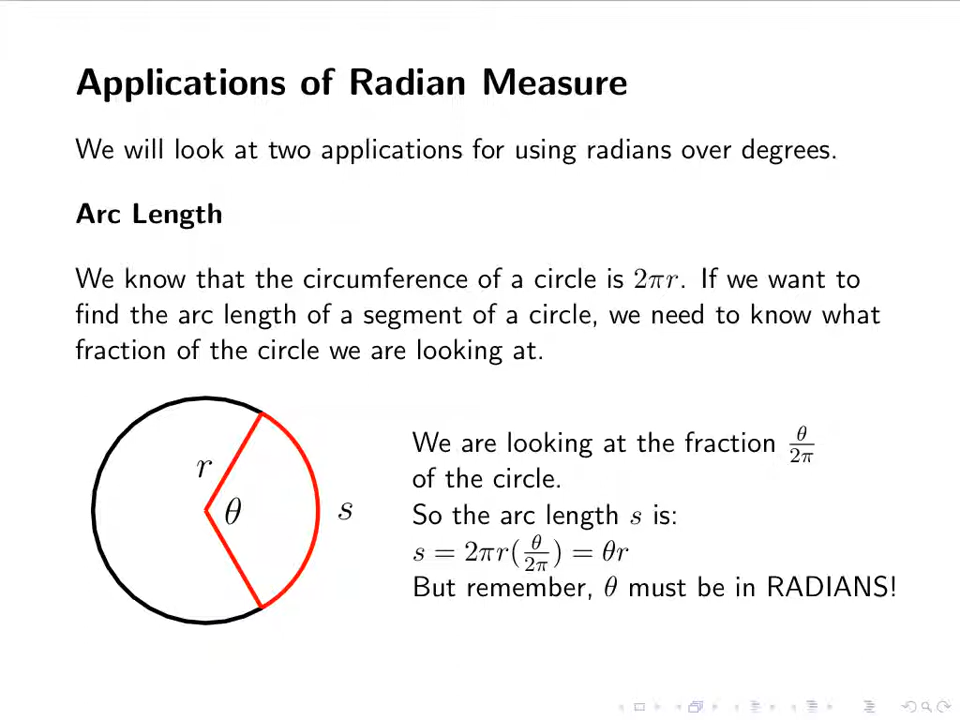 Applications of Radian Measure
We will look at two applications for using radians over degrees.
Arc Length
We know that the circumference of a circle is 2πr. If we want to
find the arc length of a segment of a circle, we need to know what
fraction of the circle we are looking at.
r
θ
s
We are looking at the fraction θ/2π
of the circle.
So the arc length s is:
s = 2πr(θ/2π) = θr
But remember, θ must be in RADIANS!